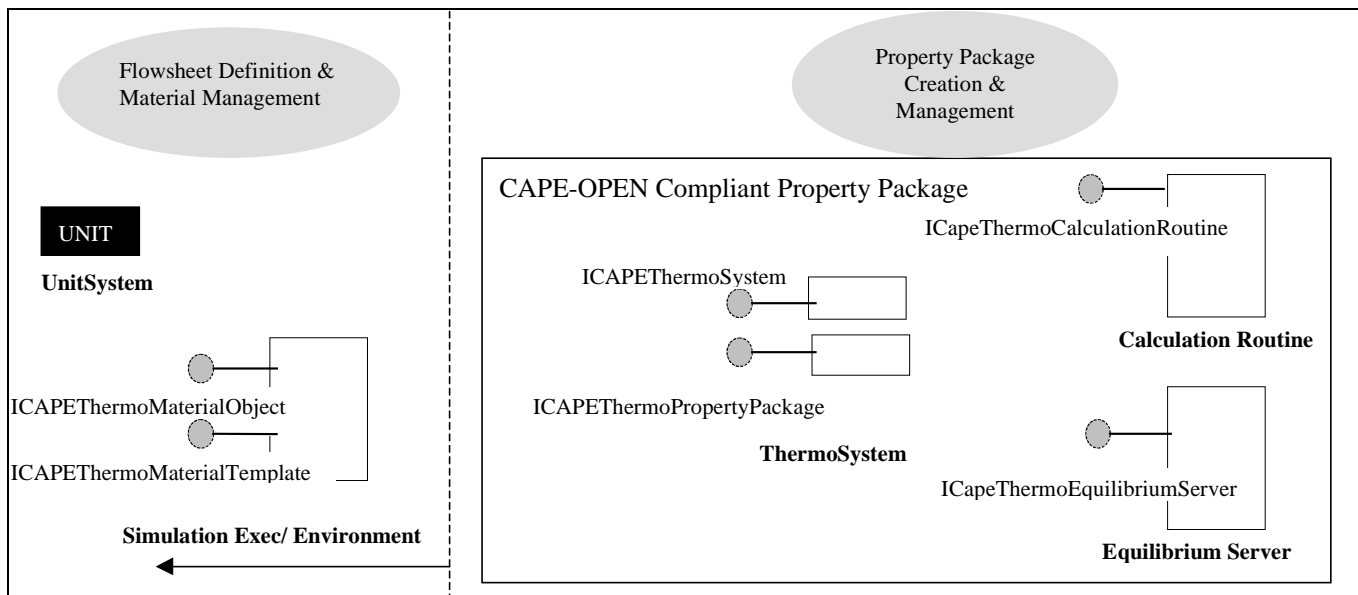 Flowsheet Definition &
Material Management
UNIT
UnitSystem
ICAPEThermoMaterialObject
ICAPEThermoMaterialTemplate
Simulation Exec/ Environment
Property Package
Creation &
Management
CAPE-OPEN Compliant Property Package
ICapeThermoCalculationRoutine
ICAPEThermoSystem
Calculation Routine
ICAPEThermoPropertyPackage
ThermoSystem
ICapeThermoEquilibriumServer
Equilibrium Server